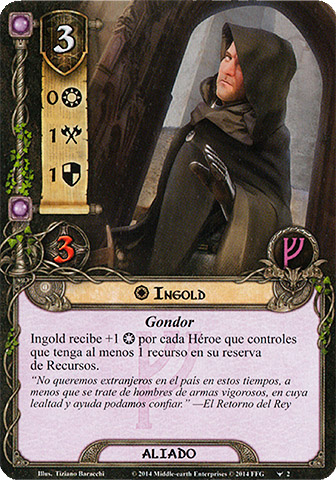 3
0
1
1
3
Ingold
Gondor
Ingold recibe +1 por cada Héroe que controles
que tenga al menos 1 recurso en su reserva
de Recursos.
“No queremos extranjeros en el país en estos tiempos, a
menos que se trate de hombres de armas vigorosos, en cuya
lealtad y ayuda podamos confiar.” —El Retorno del Rey
ALIADO
Illus. Tiziano Baracchi © 2014 Middle-earth Enterprises © 2014 FFG 2